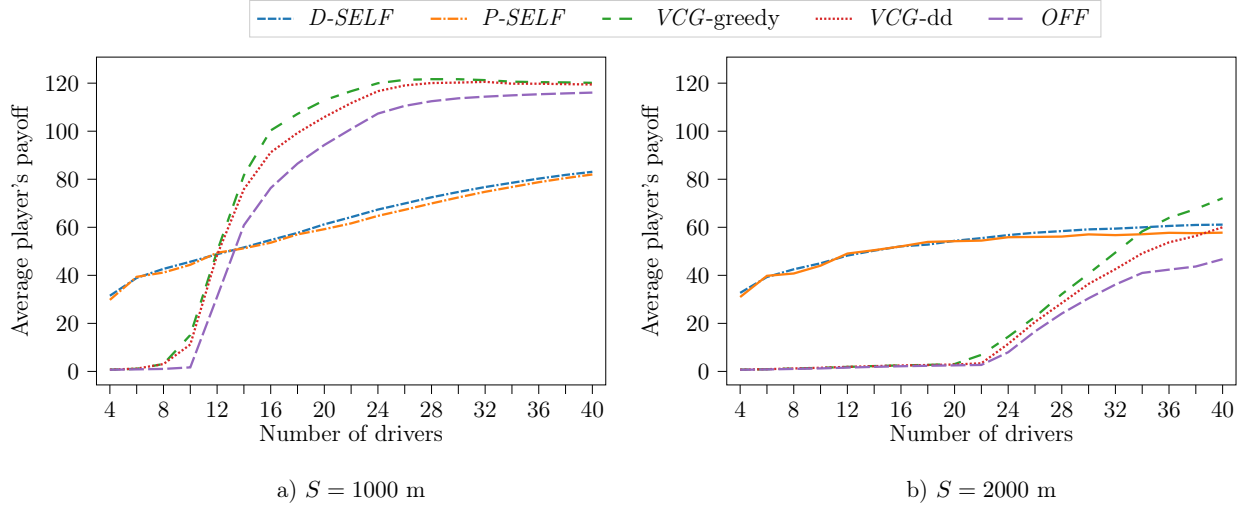 D-SELF P-SELF VCG-greedy VCG-dd OFF
Average player's payoff
120
100
80
60
40
20
0
4 8 12 16 20 24 28 32 36 40
Number of drivers
a) S = 1000 m
Average player's payoff
120
100
80
60
40
20
0
4 8 12 16 20 24 28 32 36 40
Number of drivers
b) S = 2000 m